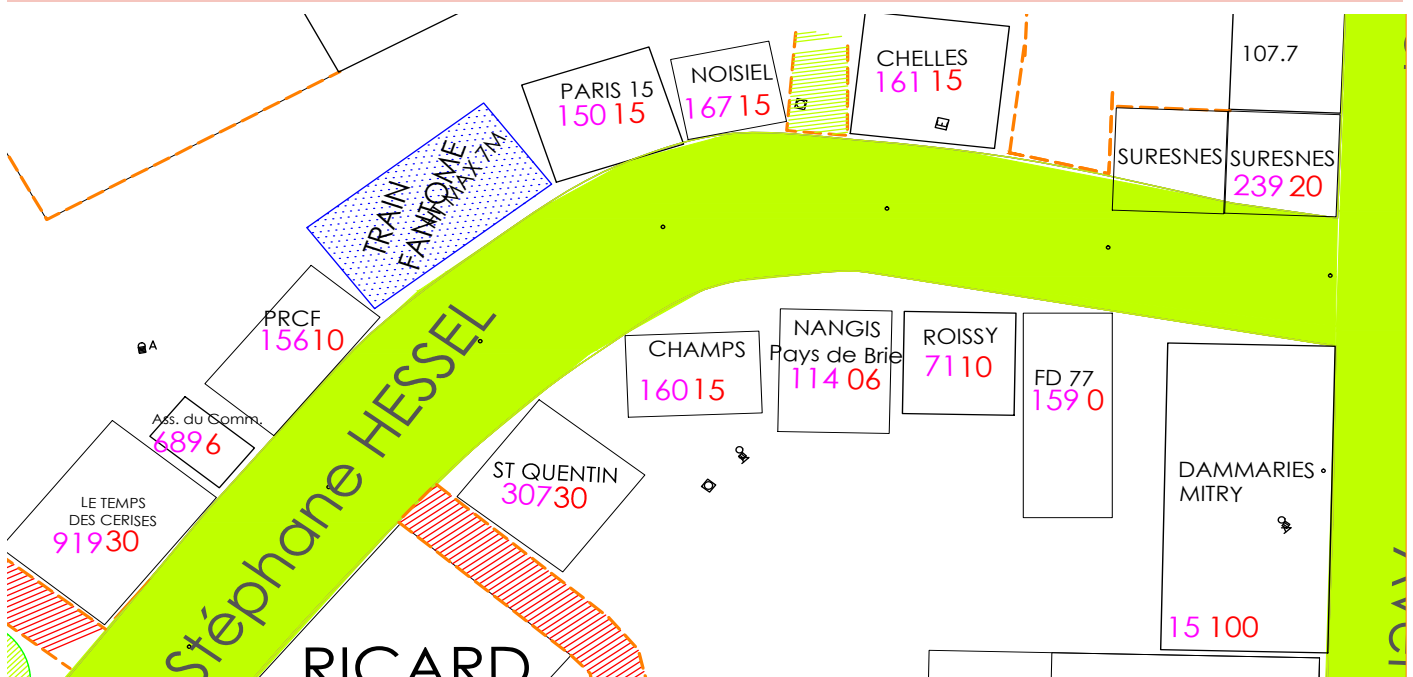 PARIS 15
150 15
NOISIEL
167 15
CHELLES
161 15
107.7
SURESNES
SURESNES
239 20
TRAIN
FANTOME
MAX 7M
PRCF
156 10
A
Ass. du Comm.
689 6
LE TEMPS
DES CERISES
919 30
Stéphane HESSEL
CHAMPS
160 15
NANGIS
Pays de Brie
114 06
ROISSY
71 10
FD 77
159 0
ST QUENTIN
307 30
DAMMARIES
MITRY
15 100
RICARD